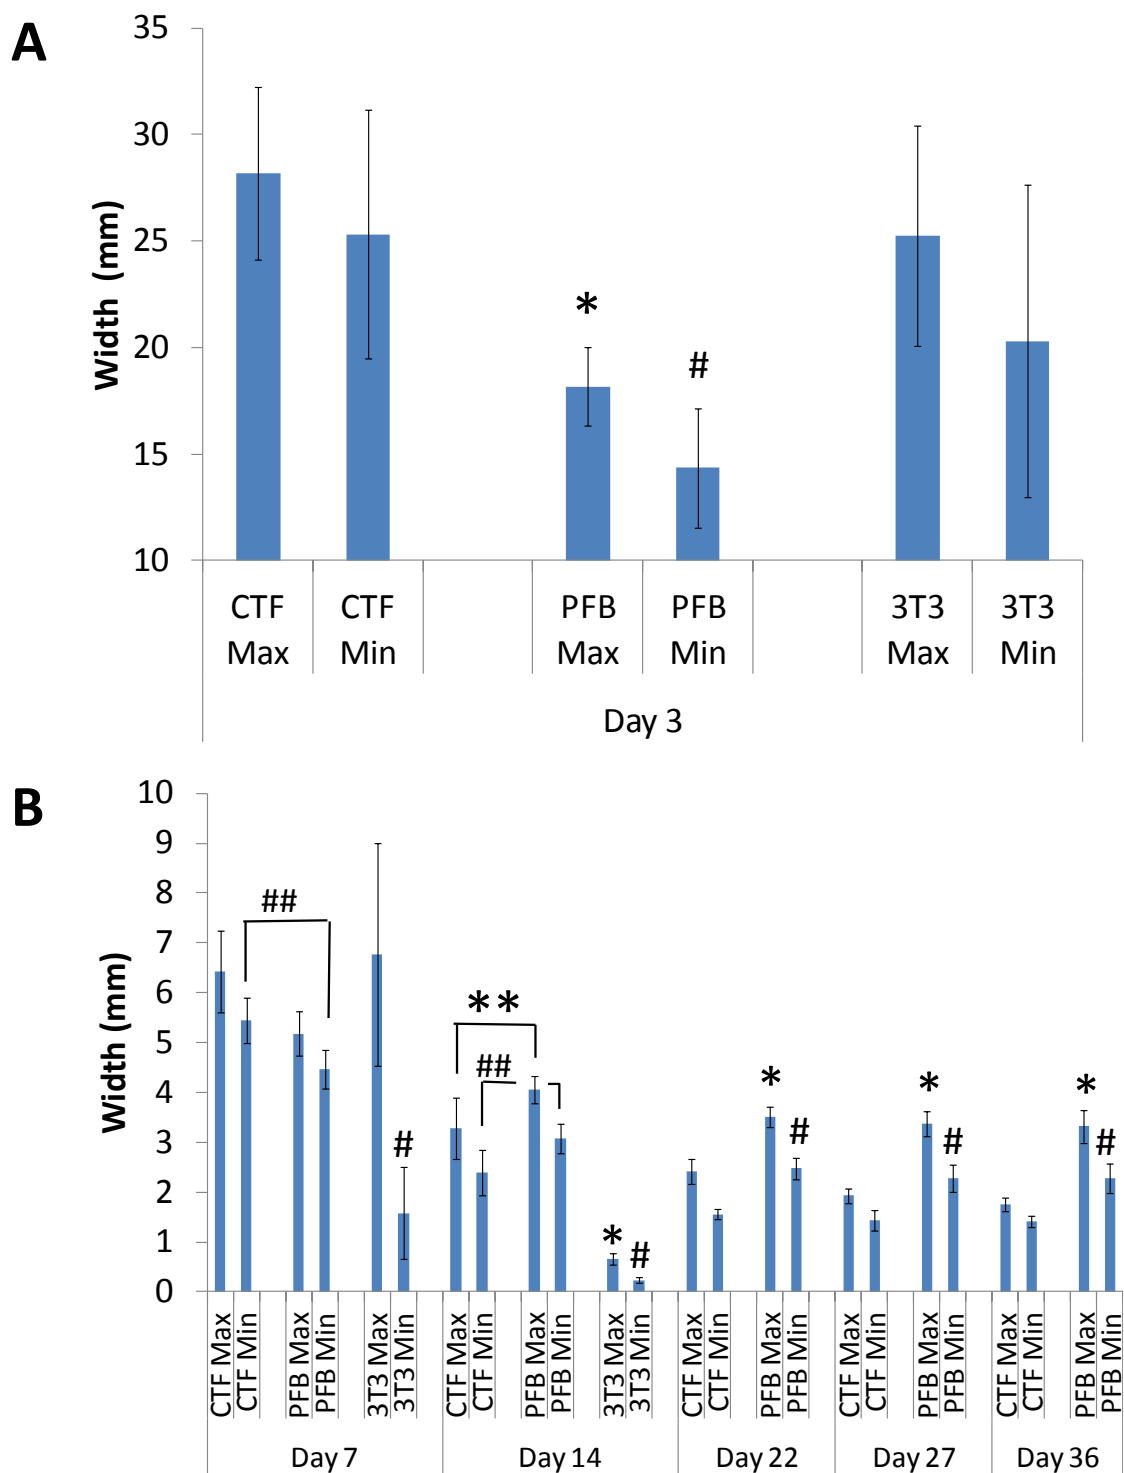 A
35
30
25
20
15
10
Width (mm)
*
#
CTF Max
CTF Min
PFB Max
PFB Min
3T3 Max
3T3 Min
Day 3
B
10
9
8
7
6
5
4
3
2
1
0
Width (mm)
##
#
**
##
*
#
*
#
*
#
*
#
CTF Max
CTF Min
PFB Max
PFB Min
3T3 Max
3T3 Min
CTF Max
CTF Min
PFB Max
PFB Min
3T3 Max
3T3 Min
CTF Max
CTF Min
PFB Max
PFB Min
CTF Max
CTF Min
PFB Max
PFB Min
CTF Max
CTF Min
PFB Max
PFB Min
Day 7
Day 14
Day 22
Day 27
Day 36